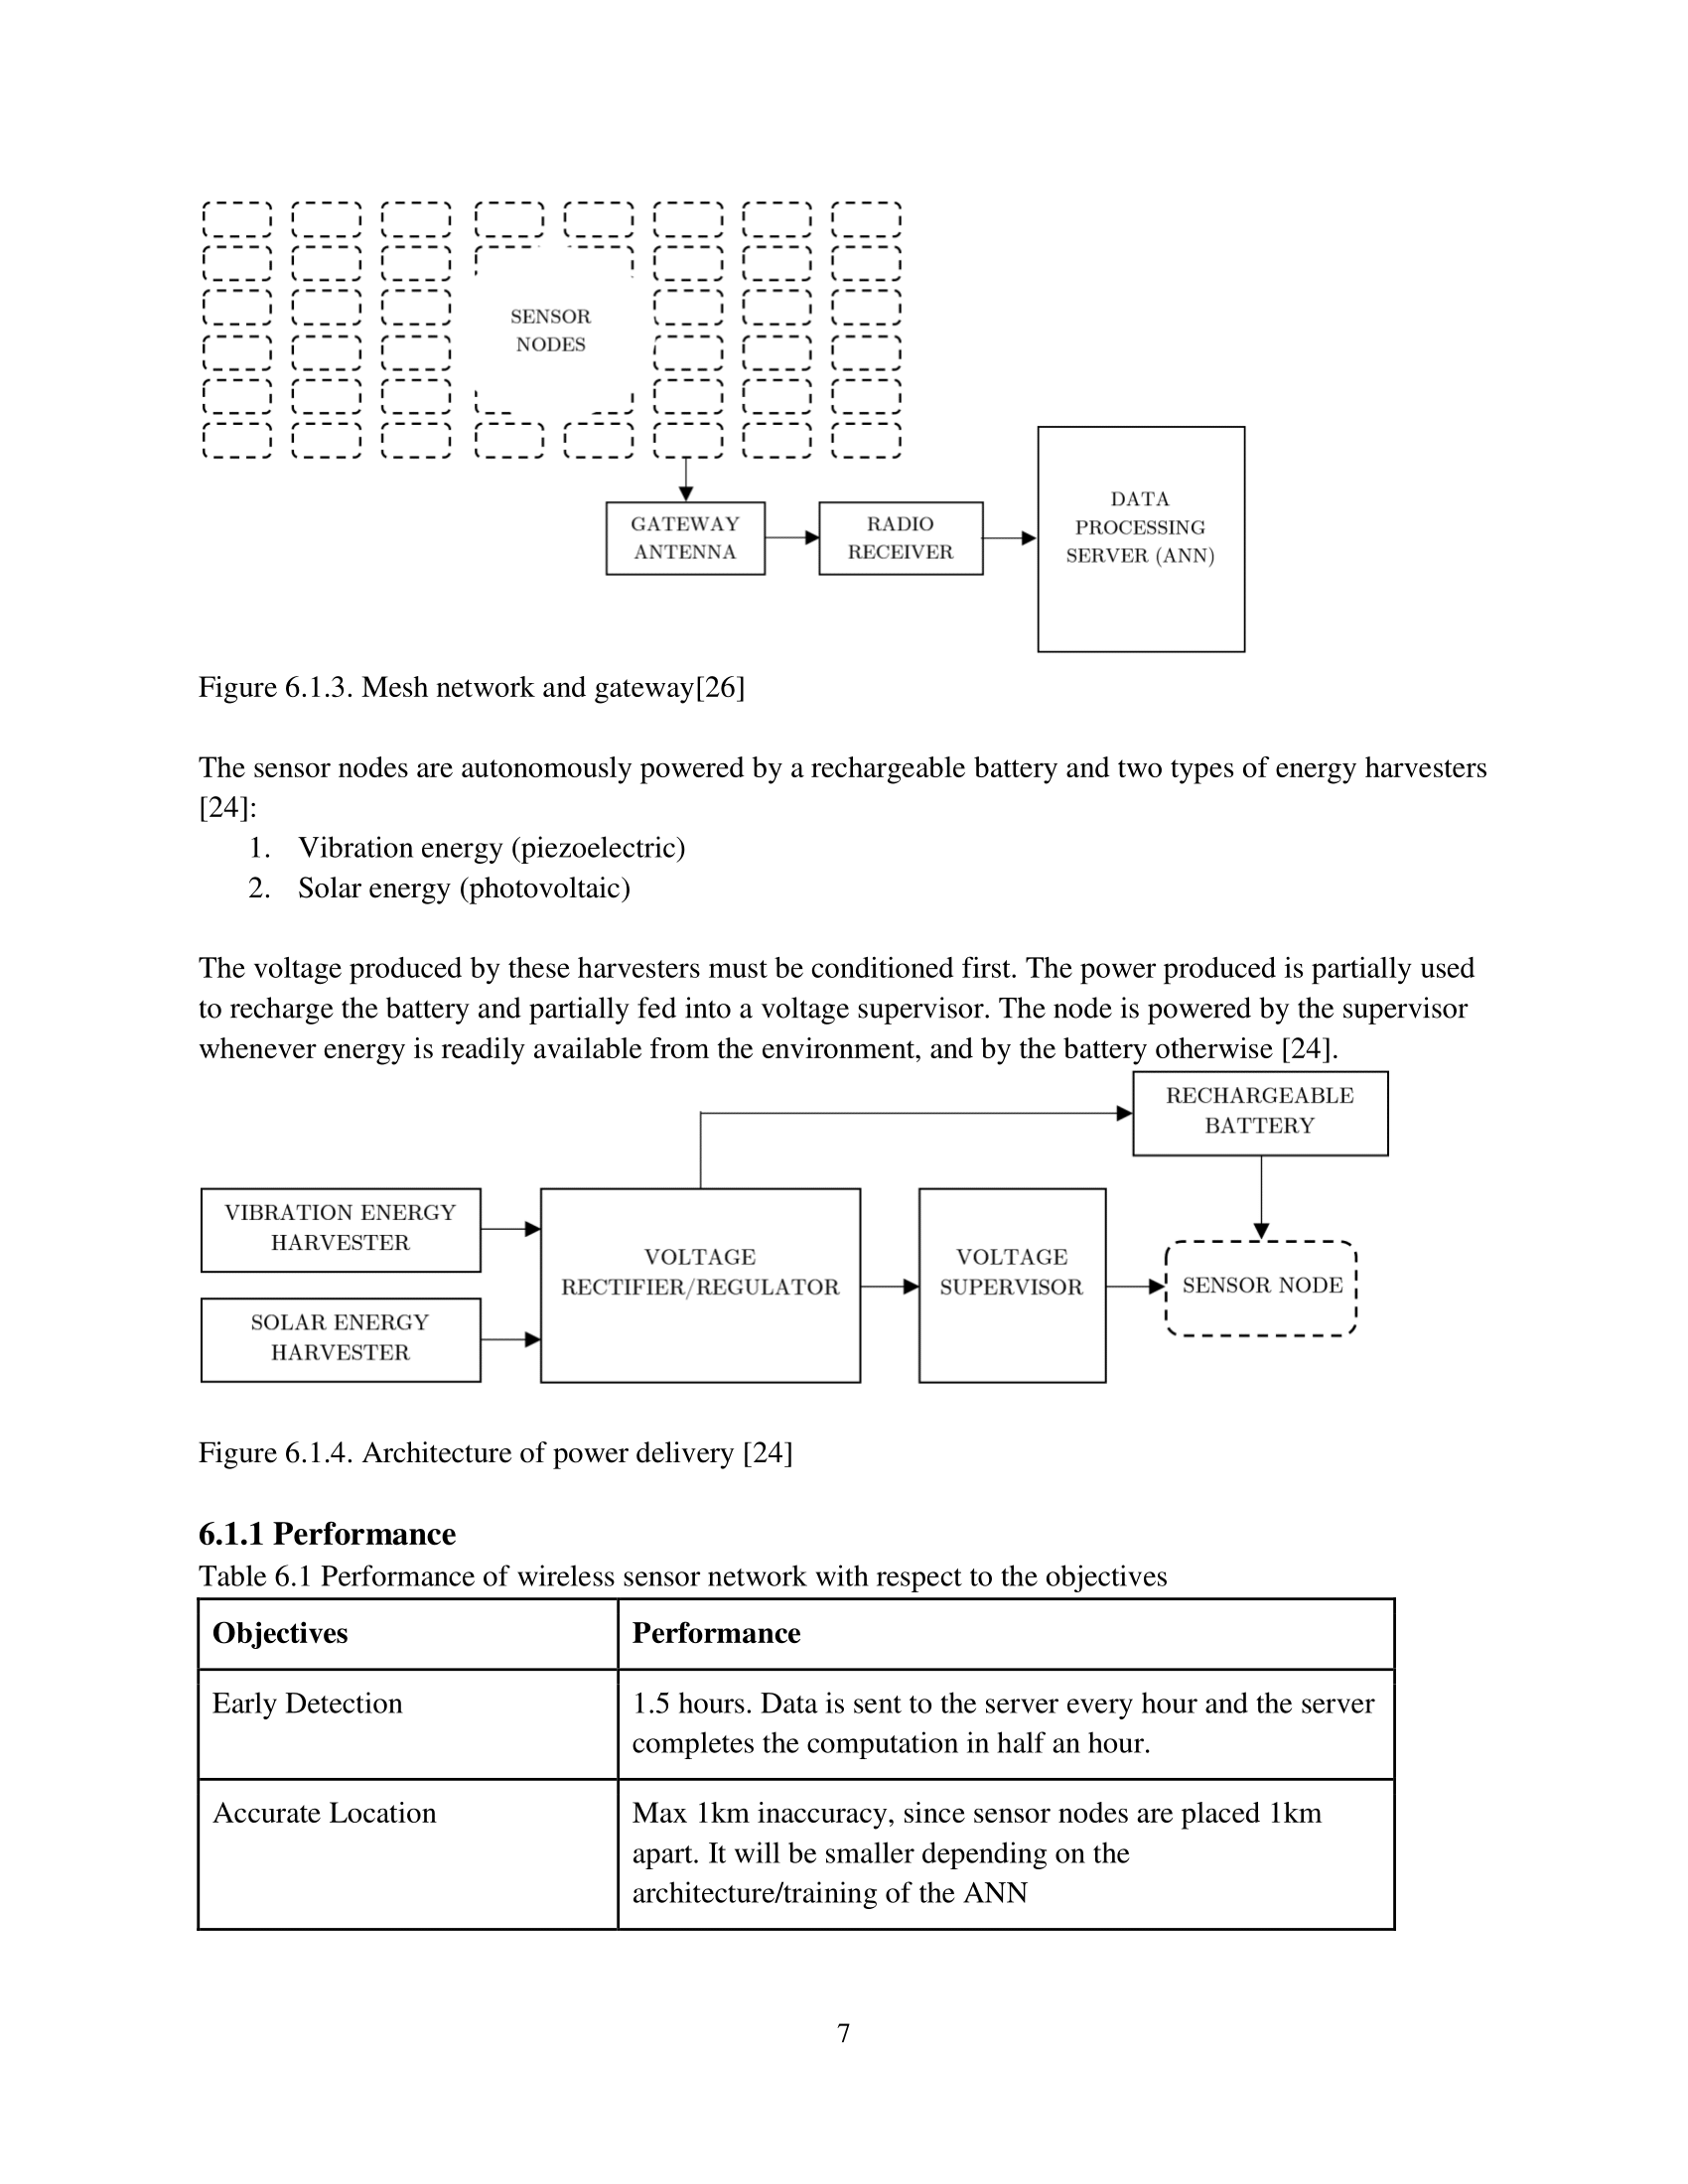 SENSOR
NODES
GATEWAY
ANTENNA
RADIO
RECEIVER
DATA
PROCESSING
SERVER (ANN)
Figure 6.1.3. Mesh network and gateway[26]
The sensor nodes are autonomously powered by a rechargeable battery and two types of energy harvesters
[24]:
1. Vibration energy (piezoelectric)
2. Solar energy (photovoltaic)
The voltage produced by these harvesters must be conditioned first. The power produced is partially used
to recharge the battery and partially fed into a voltage supervisor. The node is powered by the supervisor
whenever energy is readily available from the environment, and by the battery otherwise [24].
RECHARGEABLE
BATTERY
VIBRATION ENERGY
HARVESTER
SOLAR ENERGY
HARVESTER
VOLTAGE
RECTIFIER/REGULATOR
VOLTAGE
SUPERVISOR
SENSOR NODE
Figure 6.1.4. Architecture of power delivery [24]
6.1.1 Performance
Table 6.1 Performance of wireless sensor network with respect to the objectives
Objectives
Performance
Early Detection
1.5 hours. Data is sent to the server every hour and the server
completes the computation in half an hour.
Accurate Location
Max 1km inaccuracy, since sensor nodes are placed 1km
apart. It will be smaller depending on the
architecture/training of the ANN
7